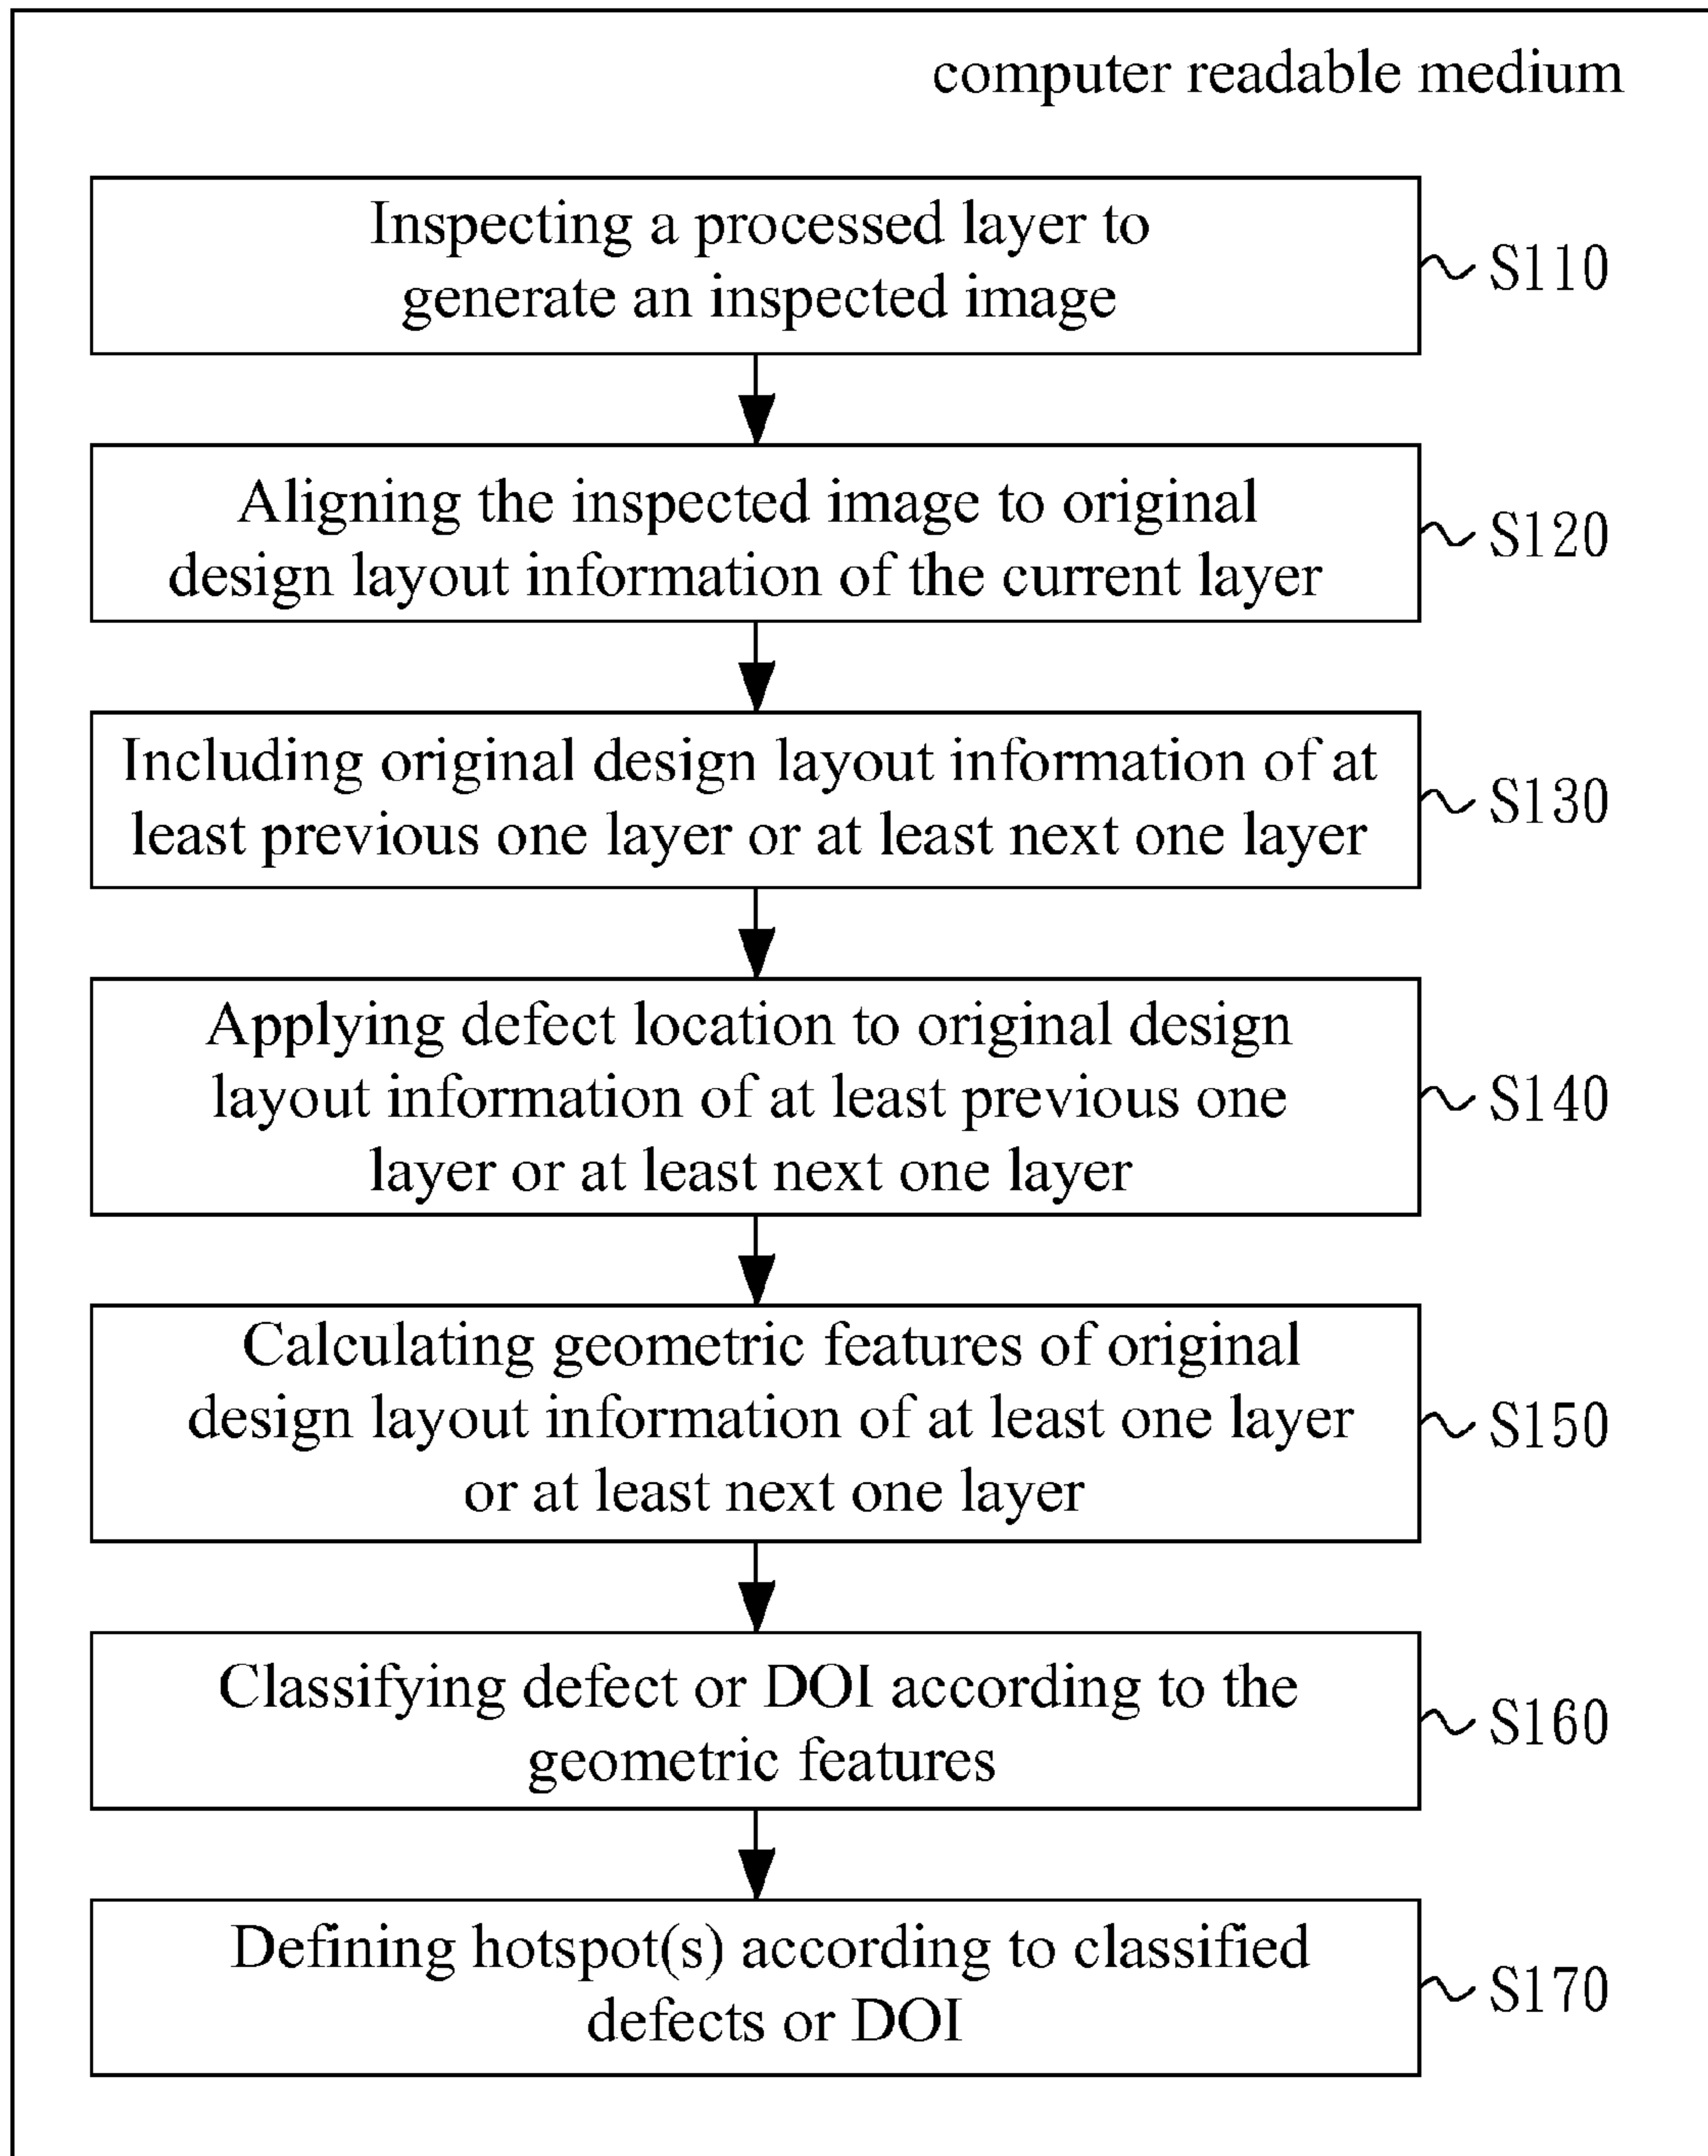 computer readable medium
Inspecting a processed layer to
generate an inspected image
S110
Aligning the inspected image to original
design layout information of the current layer
S120
Including original design layout information of at
least previous one layer or at least next one layer
S130
Applying defect location to original design
layout information of at least previous one
layer or at least next one layer
S140
Calculating geometric features of original
design layout information of at least one layer
or at least next one layer
S150
Classifying defect or DOI according to the
geometric features
S160
Defining hotspot(s) according to classified
defects or DOI
S170